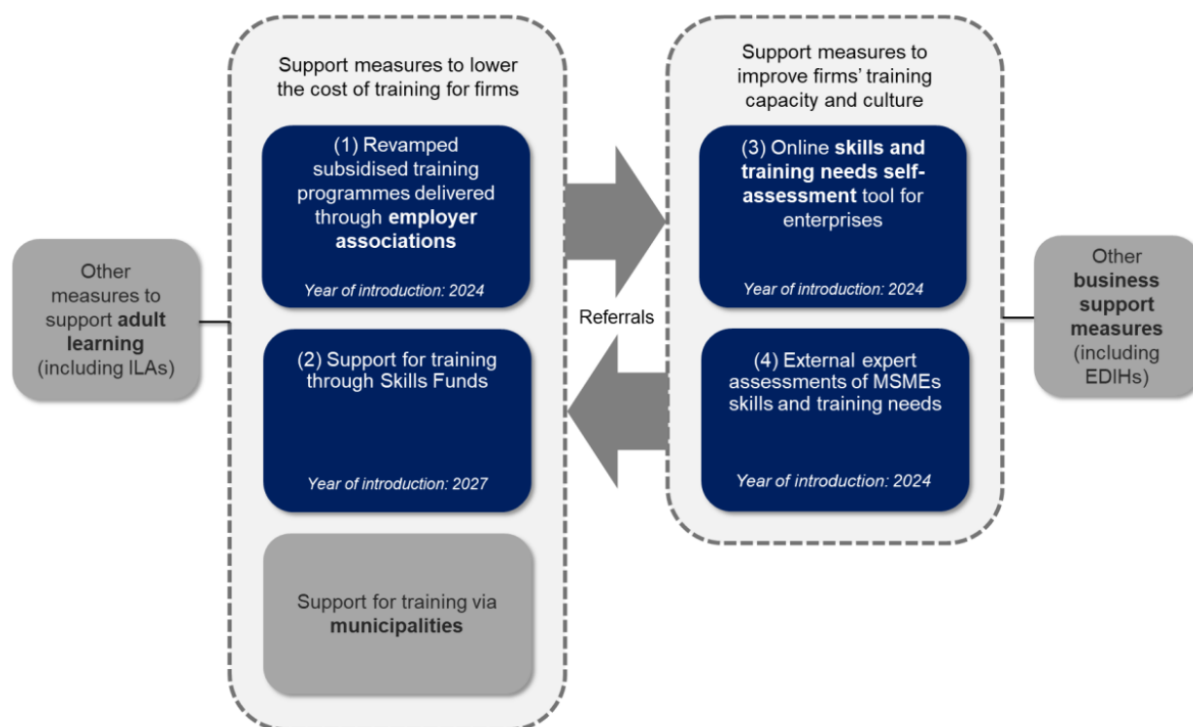 Support measures to lower
the cost of training for firms
(1) Revamped
subsidised training
programmes delivered
through employer
associations
Year of introduction: 2024
(2) Support for training
through Skills Funds
Year of introduction: 2027
Support for training via
municipalities
Other
measures to
support adult
learning
(including ILAs)
Referrals
Support measures to
improve firms’ training
capacity and culture
(3) Online skills and
training needs self-
assessment tool for
enterprises
Year of introduction: 2024
(4) External expert
assessments of MSMEs
skills and training needs
Year of introduction: 2024
Other
business
support
measures
(including
EDIHs)